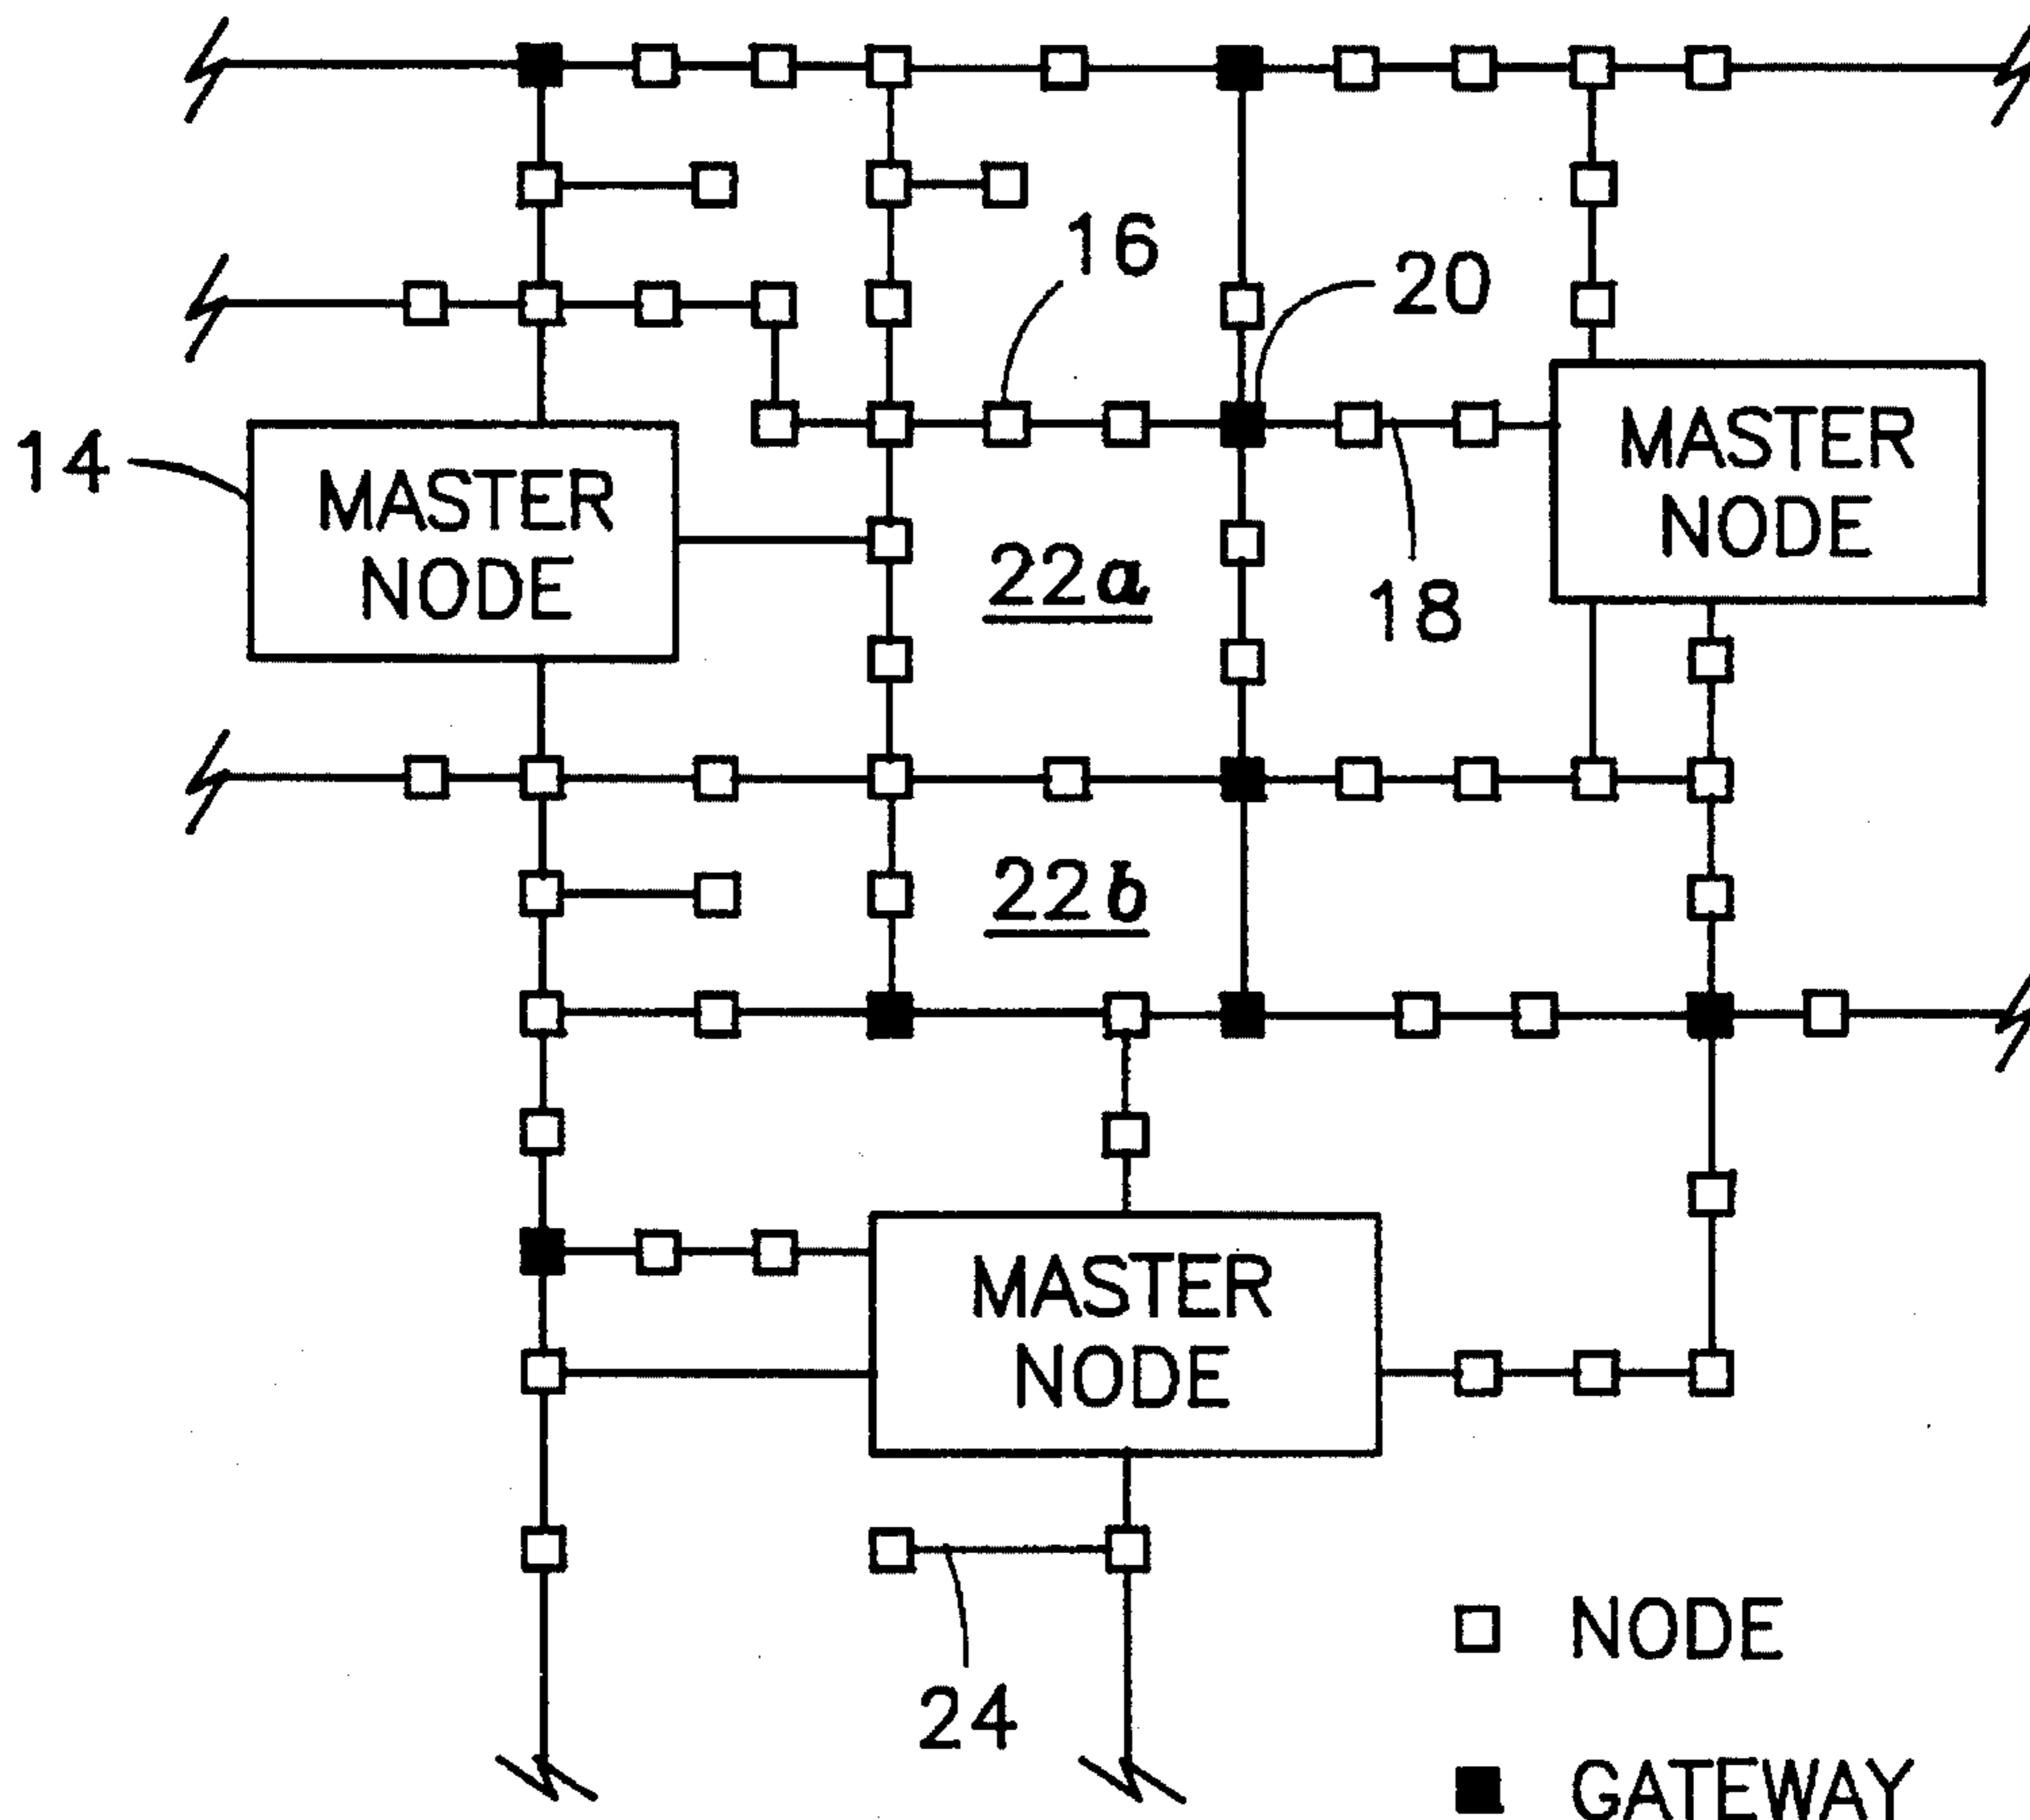 16
20
14
MASTER
NODE
MASTER
NODE
22a
18
22b
MASTER
NODE
24
NODE
GATEWAY